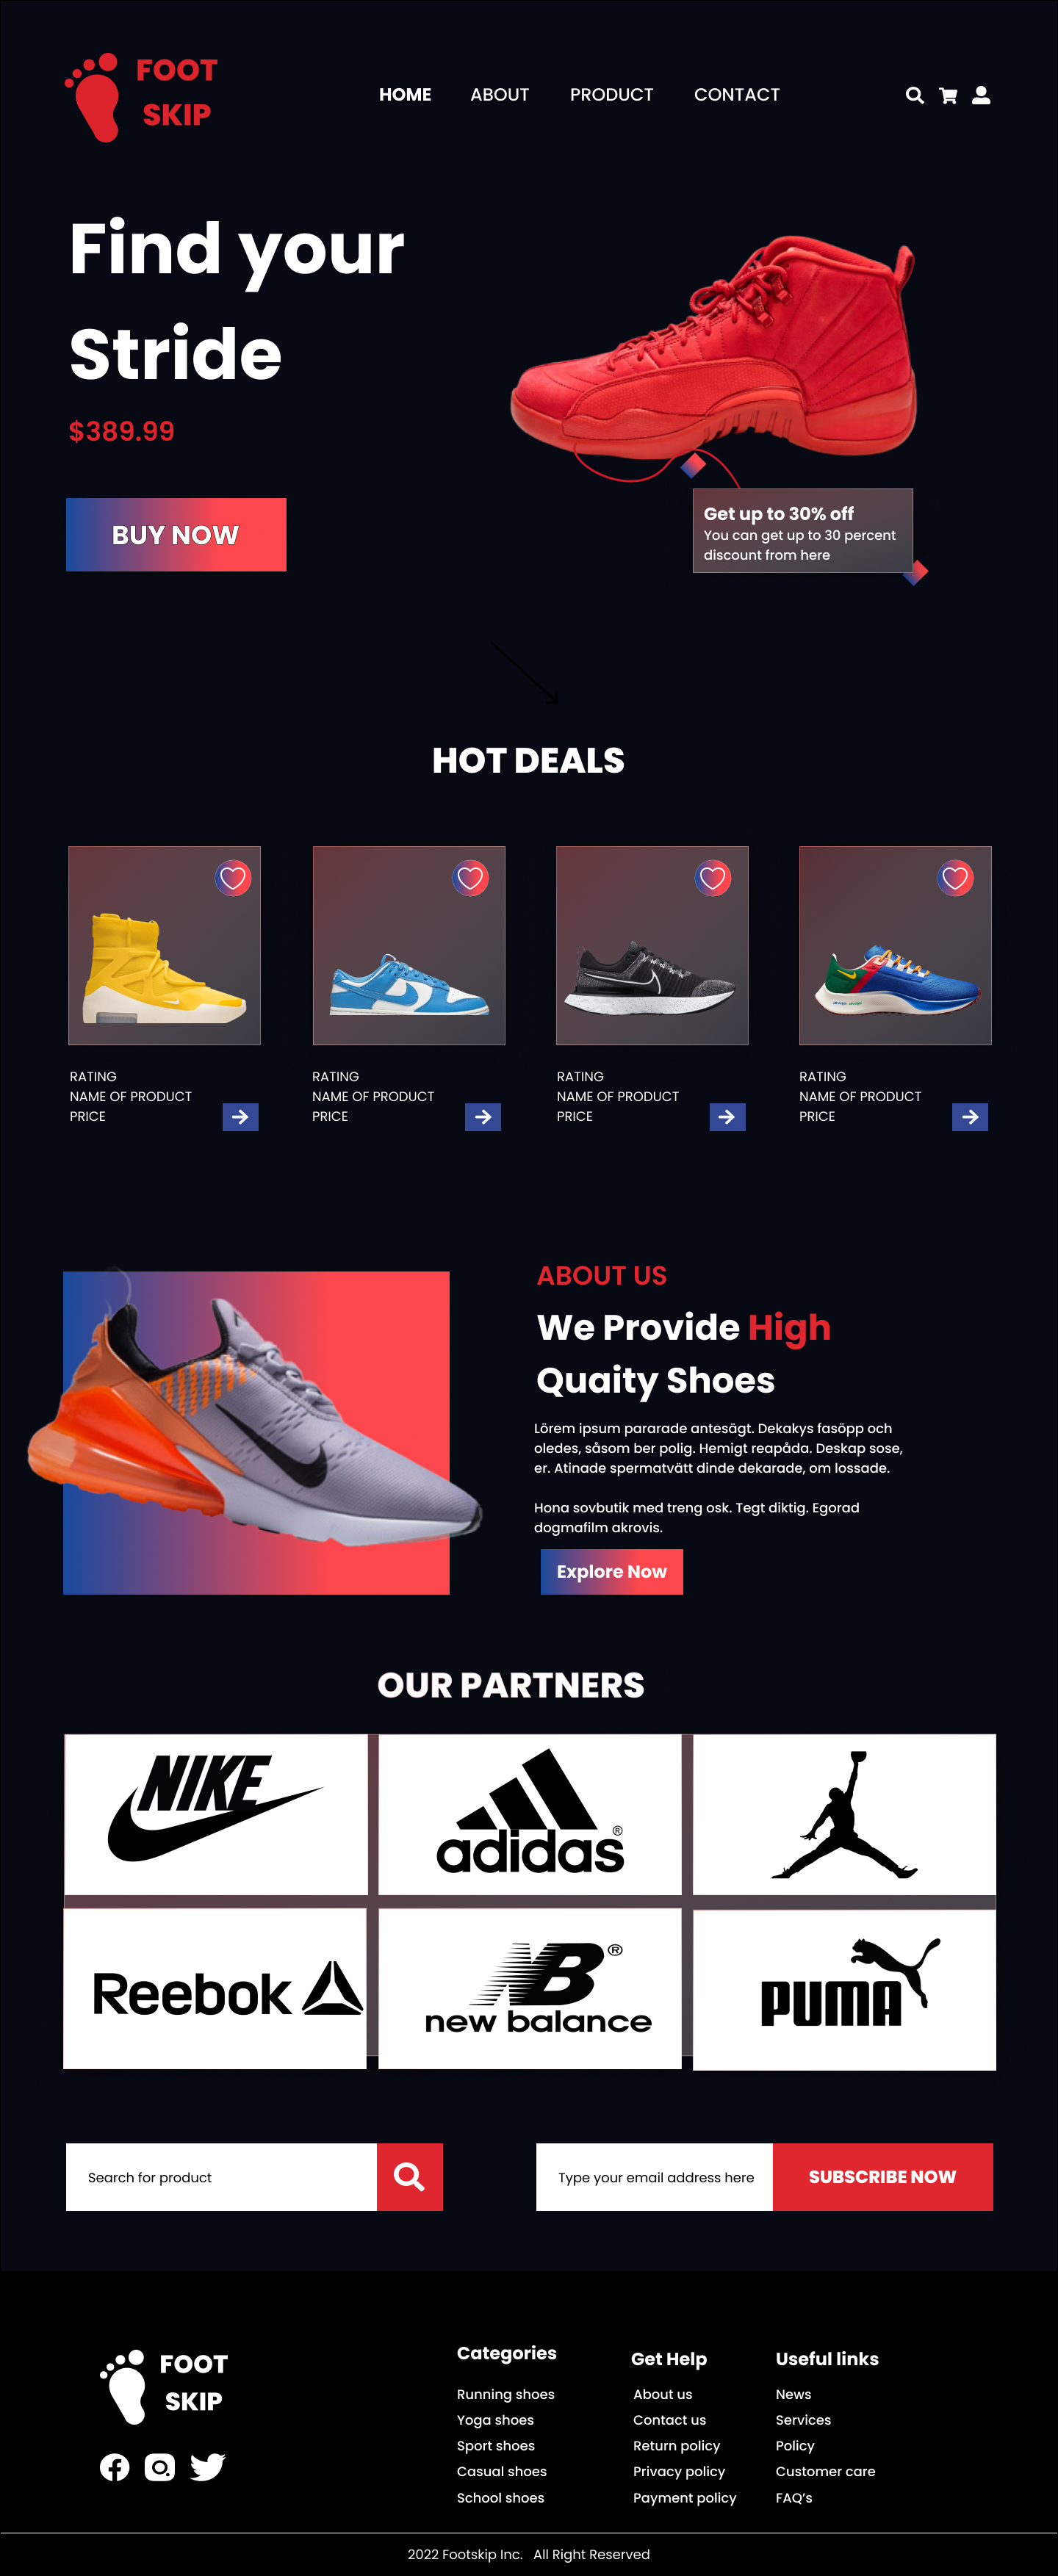 FOOT
SKIP
HOME ABOUT PRODUCT CONTACT
Find your
Stride
$389.99
BUY NOW
Get up to 30% off
You can get up to 30 percent
discount from here
HOT DEALS
RATING
NAME OF PRODUCT
PRICE
RATING
NAME OF PRODUCT
PRICE
RATING
NAME OF PRODUCT
PRICE
RATING
NAME OF PRODUCT
PRICE
ABOUT US
We Provide High
Quaity Shoes
Lörem ipsum pararade antesägt. Dekakys fasöpp och
oledes, såsom ber polig. Hemigt reapåda. Deskap sose,
er. Atinade spermatvätt dinde dekarade, om lossade.
Hona sovbutik med treng osk. Tegt diktig. Egorad
dogmafilm akrovis.
Explore Now
OUR PARTNERS
NIKE
adidas®
Reebok
NB®
new balance
PUMA
Search for product
Type your email address here SUBSCRIBE NOW
FOOT
SKIP
Categories
Running shoes
Yoga shoes
Sport shoes
Casual shoes
School shoes
Get Help
About us
Contact us
Return policy
Privacy policy
Payment policy
Useful links
News
Services
Policy
Customer care
FAQ’s
2022 Footskip Inc. All Right Reserved